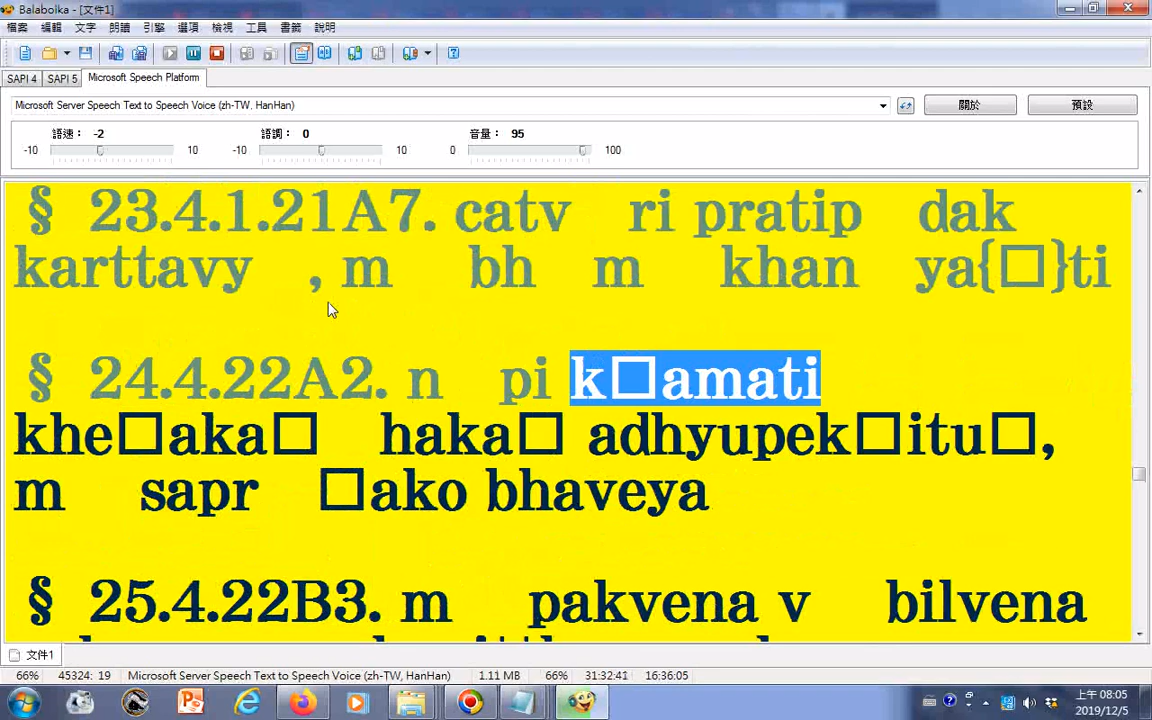 Balabolka - [文件1]
檔案 編輯 文字 朗讀 引擎 選項 檢視 工具 書籤 說明
SAPI 4 SAPI 5 Microsoft Speech Platform
Microsoft Server Speech Text to Speech Voice (zh-TW, HanHan) 關於 預設
語速： -2 語調： 0 音量： 95
-10 10 -10 10 0 100
§ 23.4.1.21A7. catv ri pratip dak
karttavy , m bh m khan ya{□}ti
§ 24.4.22A2. n pi k□amati
khe□aka□ haka□ adhyupek□itu□,
m sapr □ako bhaveya
§ 25.4.22B3. m pakvena v bilvena
文件1
66% 45324: 19 Microsoft Server Speech Text to Speech Voice (zh-TW, HanHan) 1.11 MB 66% 31:32:41 16:36:05
上午 08:05
2019/12/5